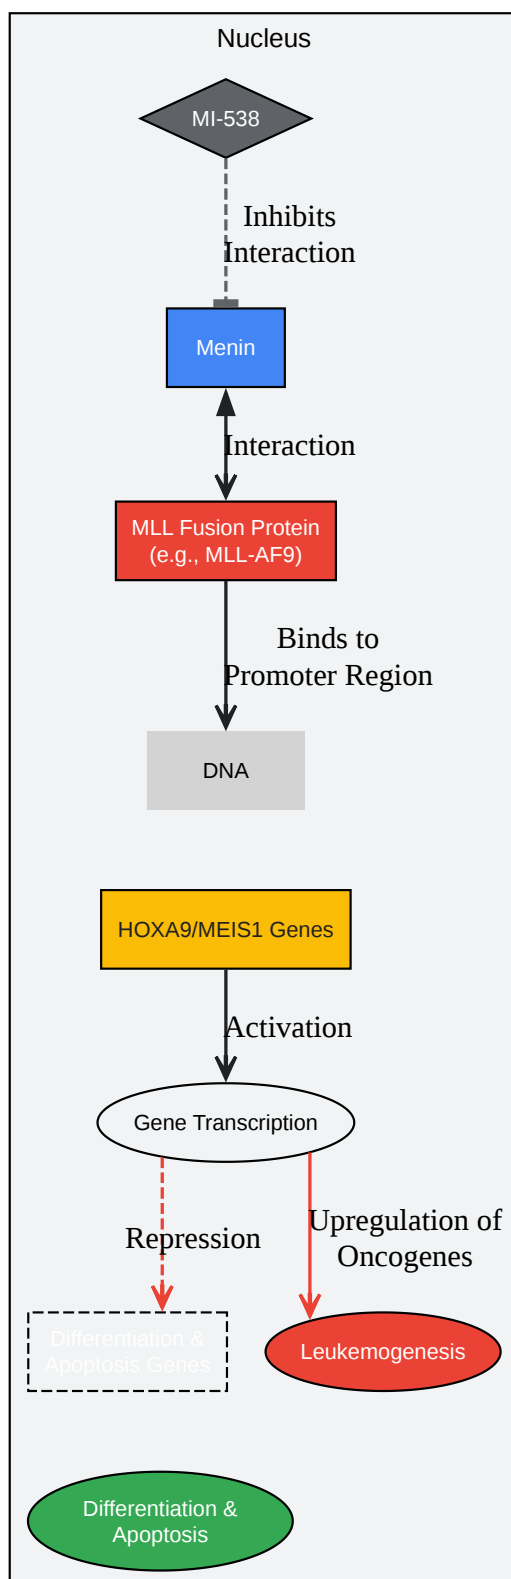 Nucleus
MI-538
Inhibits
Interaction
Menin
Interaction
MLL Fusion Protein
(e.g., MLL-AF9)
Binds to
Promoter Region
DNA
HOXA9/MEIS1 Genes
Activation
Gene Transcription
Repression
Upregulation of
Oncogenes
Differentiation &
Apoptosis Genes
Leukemogenesis
Differentiation &
Apoptosis